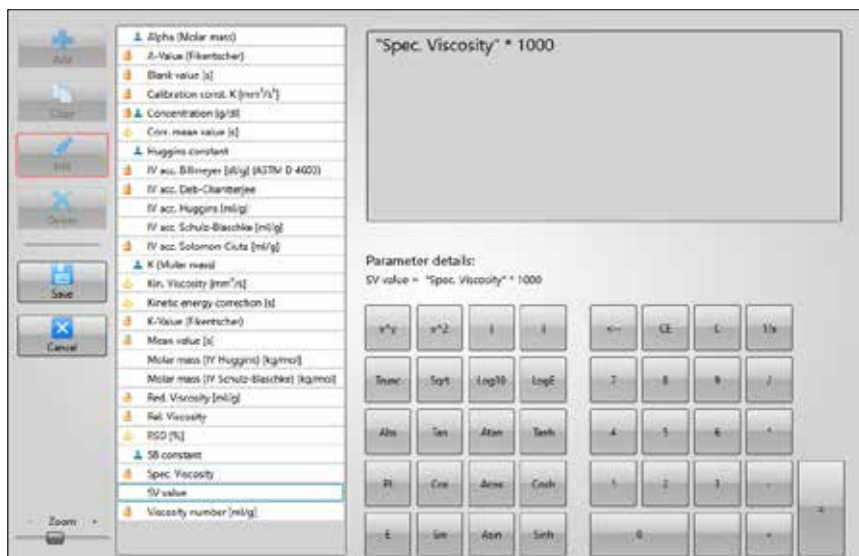 Add
Copy
Edit
Delete
Save
Cancel
- Zoom +
Alpha (Molar mass)
A-Value (Fikentscher)
Blank value [s]
Calibration const. K [mm²/s²]
Concentration [g/dl]
Corr. mean value [s]
Huggins constant
IV acc. Billmeyer [dl/g] (ASTM D 4603)
IV acc. Deb-Chantterjee
IV acc. Huggins [ml/g]
IV acc. Schulz-Blaschke [ml/g]
IV acc. Solomon-Ciuta [ml/g]
K (Molar mass)
Kin. Viscosity [mm²/s]
Kinetic energy correction [s]
K-Value (Fikentscher)
Mean value [s]
Molar mass (IV Huggins) [kg/mol]
Molar mass (IV Schulz-Blaschke) [kg/mol]
Red. Viscosity [ml/g]
Rel. Viscosity
RSD [%]
SB constant
Spec. Viscosity
SV value
Viscosity number [ml/g]
"Spec. Viscosity" * 1000
Parameter details:
SV value = "Spec. Viscosity" * 1000
x^y x^2 ( ) <-- CE C 1/x
Trunc Sqrt Log10 LogE 7 8 9 /
Abs Tan Atan Tanh 4 5 6 *
PI Cos Acos Cosh 1 2 3 -
E Sin Asin Sinh 0 . + =